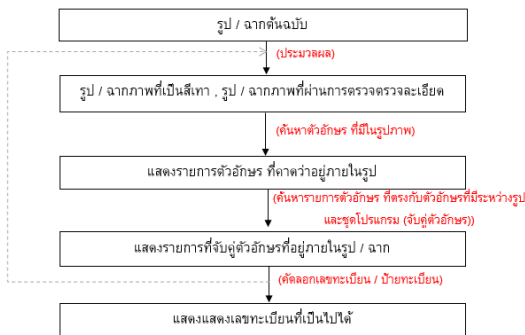 รูป / ฉากต้นฉบับ
(ประมวลผล)
รูป / ฉากภาพที่เป็นสีเทา , รูป / ฉากภาพที่ผ่านการตรวจตรวจละเอียด
(ค้นหาตัวอักษร ที่มีในรูปภาพ)
แสดงรายการตัวอักษร ที่คาดว่าอยู่ภายในรูป
(ค้นหารายการตัวอักษร ที่ตรงกับตัวอักษรที่มีระหว่างรูป
และชุดโปรแกรม (จับคู่ตัวอักษร))
แสดงรายการที่จับคู่ตัวอักษรที่อยู่ภายในรูป / ฉาก
(คัดลอกเลขทะเบียน / ป้ายทะเบียน)
แสดงแสดงเลขทะเบียนที่เป็นไปได้